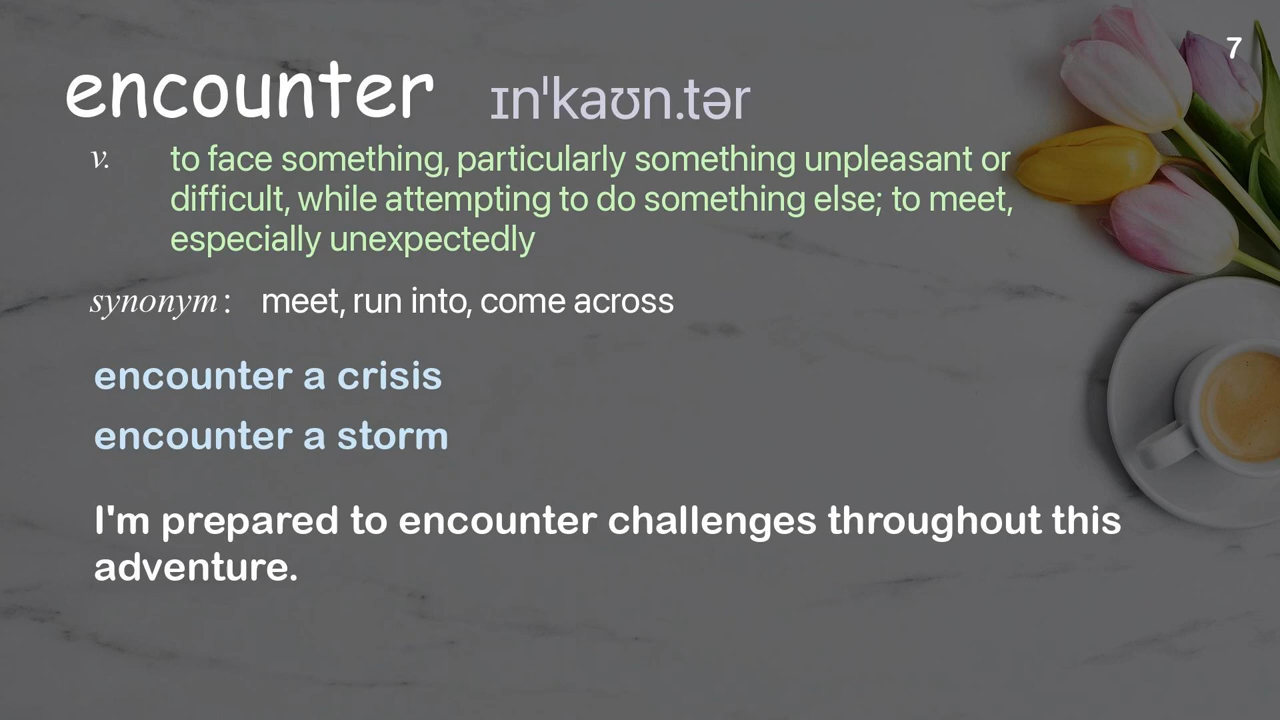 7
encounter ɪnˈkaʊn.tər
v. to face something, particularly something unpleasant or
difficult, while attempting to do something else; to meet,
especially unexpectedly
synonym: meet, run into, come across
encounter a crisis
encounter a storm
I'm prepared to encounter challenges throughout this
adventure.